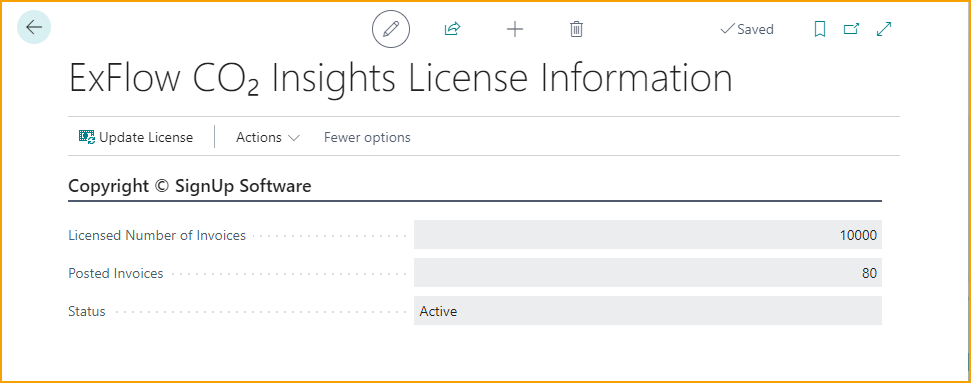 Saved
ExFlow CO₂ Insights License Information
Update License Actions Fewer options
Copyright © SignUp Software
Licensed Number of Invoices 10000
Posted Invoices 80
Status Active